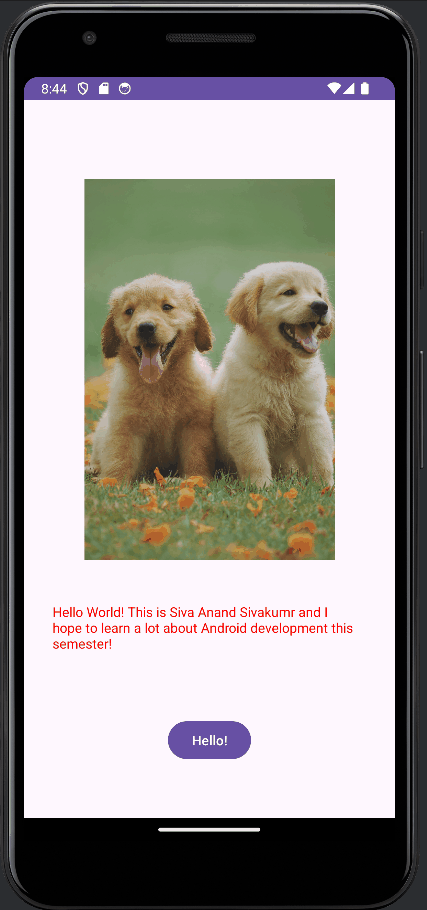 8:44
Hello World! This is Siva Anand Sivakumr and I
hope to learn a lot about Android development this
semester!
Hello!